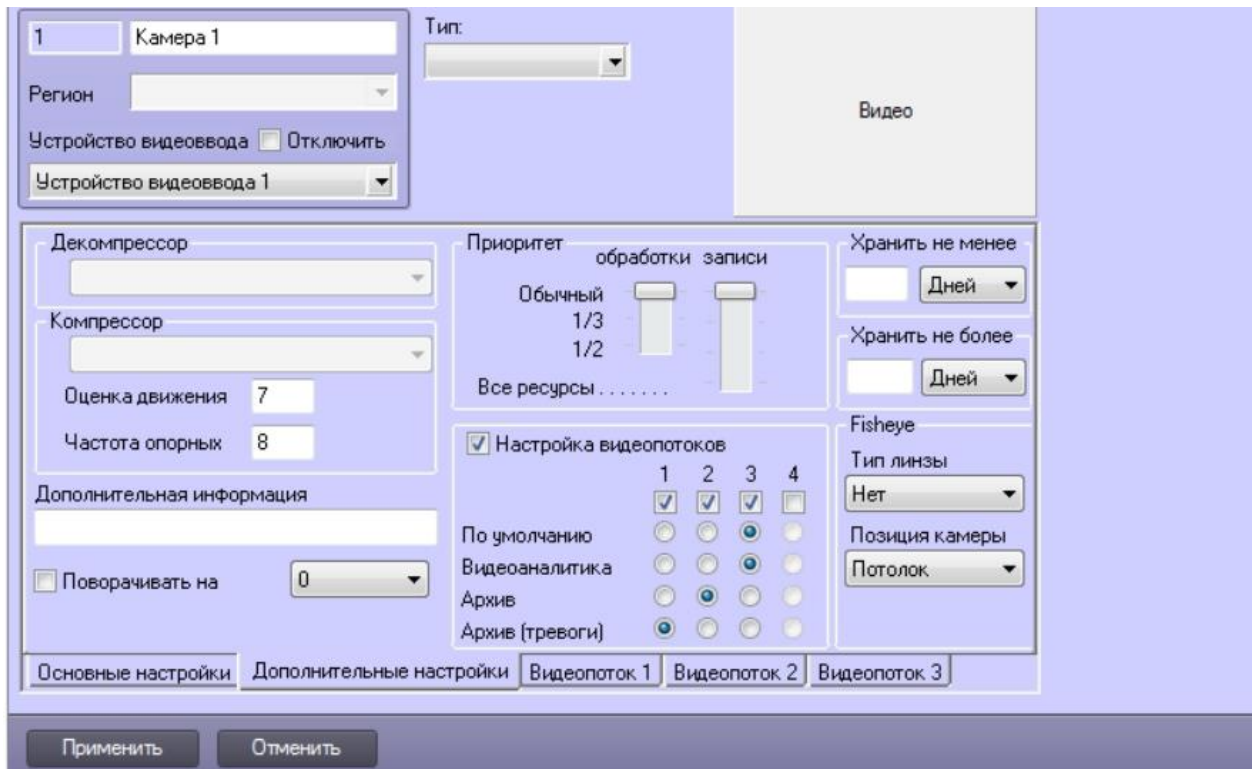 1 Камера 1
Тип:
Регион
Устройство видеоввода Отключить
Устройство видеоввода 1
Видео
Декомпрессор
Компрессор
Оценка движения 7
Частота опорных 8
Дополнительная информация
Поворачивать на 0
Приоритет
обработки записи
Обычный
1/3
1/2
Все ресурсы . . . . . . .
Настройка видеопотоков
1 2 3 4
По умолчанию
Видеоаналитика
Архив
Архив (тревоги)
Хранить не менее
Дней
Хранить не более
Дней
Fisheye
Тип линзы
Нет
Позиция камеры
Потолок
Основные настройки Дополнительные настройки Видеопоток 1 Видеопоток 2 Видеопоток 3
Применить Отменить